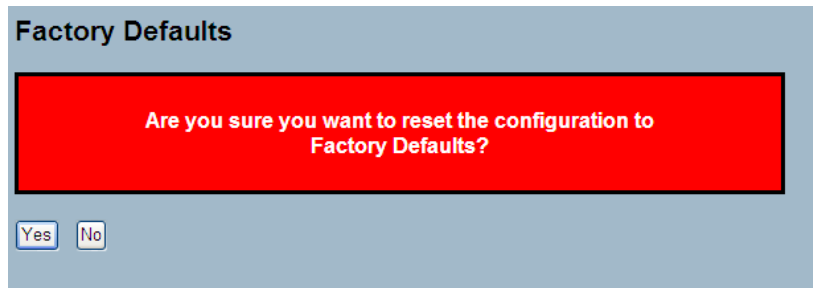 Factory Defaults
Are you sure you want to reset the configuration to
Factory Defaults?
Yes No